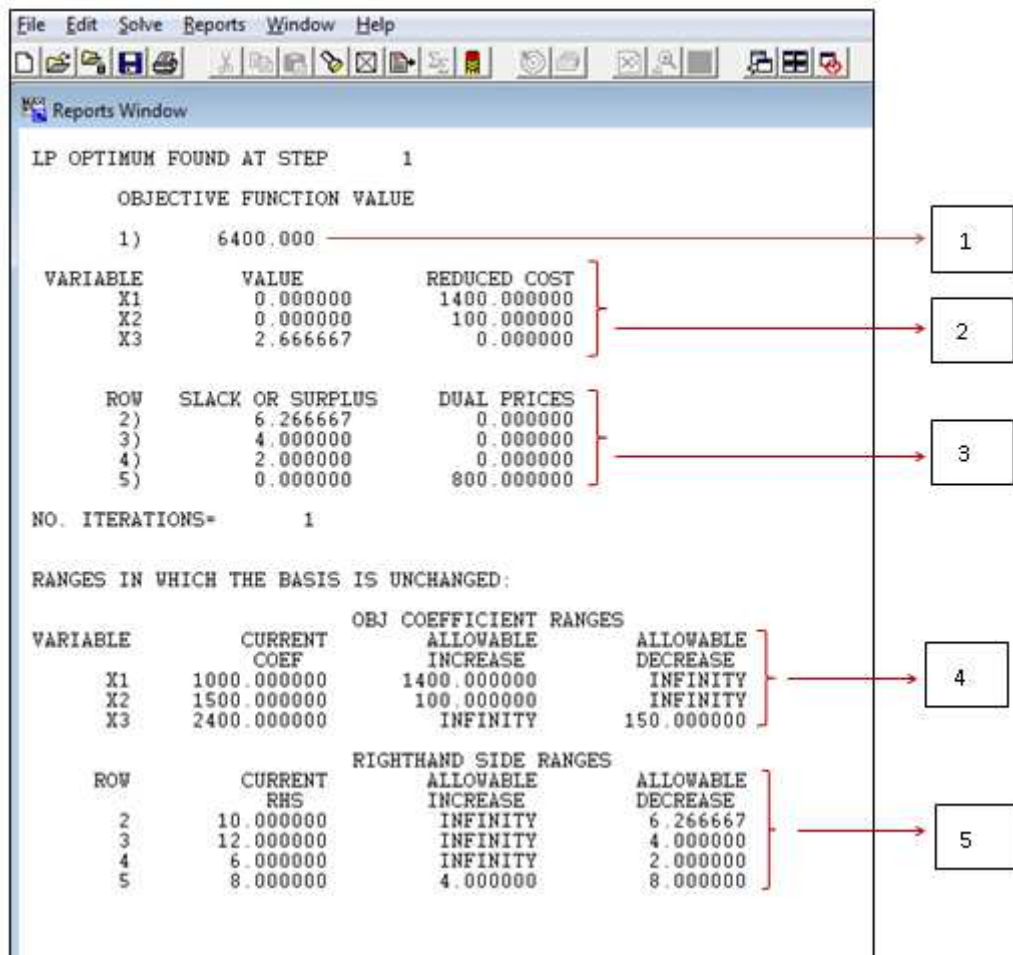 File Edit Solve Reports Window Help
Reports Window
LP OPTIMUM FOUND AT STEP 1
OBJECTIVE FUNCTION VALUE
1) 6400.000
1
VARIABLE VALUE REDUCED COST
X1 0.000000 1400.000000
X2 0.000000 100.000000
X3 2.666667 0.000000
2
ROW SLACK OR SURPLUS DUAL PRICES
2) 6.266667 0.000000
3) 4.000000 0.000000
4) 2.000000 0.000000
5) 0.000000 800.000000
3
NO. ITERATIONS= 1
RANGES IN WHICH THE BASIS IS UNCHANGED:
OBJ COEFFICIENT RANGES
VARIABLE CURRENT ALLOWABLE ALLOWABLE
COEF INCREASE DECREASE
X1 1000.000000 1400.000000 INFINITY
X2 1500.000000 100.000000 INFINITY
X3 2400.000000 INFINITY 150.000000
4
RIGHTHAND SIDE RANGES
ROW CURRENT ALLOWABLE ALLOWABLE
RHS INCREASE DECREASE
2 10.000000 INFINITY 6.266667
3 12.000000 INFINITY 4.000000
4 6.000000 INFINITY 2.000000
5 8.000000 4.000000 8.000000
5